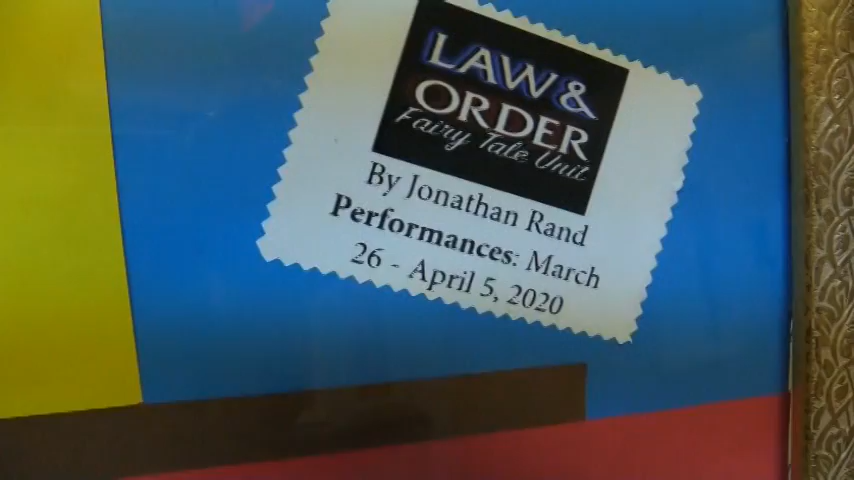 LAW &
ORDER
Fairy Tale Unit
By Jonathan Rand
Performances: March
26 - April 5, 2020